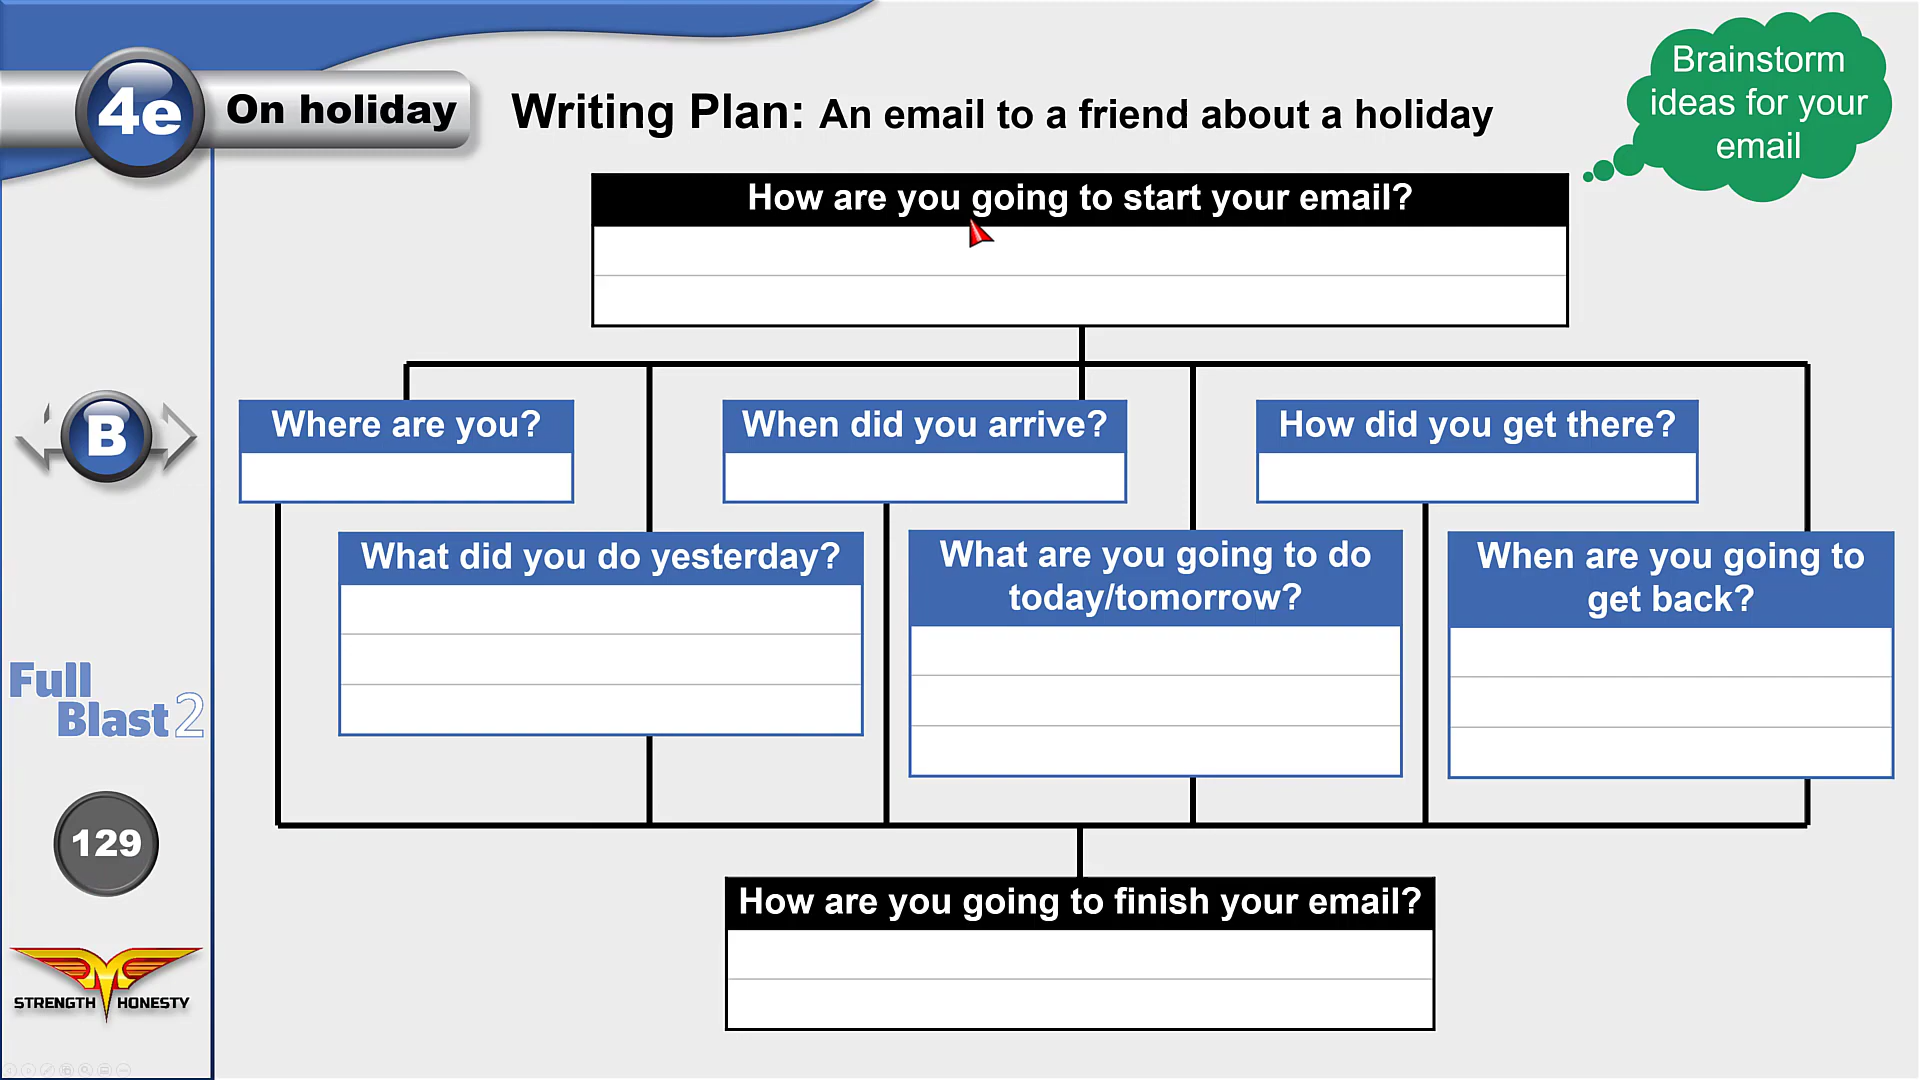 4e On holiday
Writing Plan: An email to a friend about a holiday
Brainstorm
ideas for your
email
How are you going to start your email?
Where are you?
When did you arrive?
How did you get there?
B
What did you do yesterday?
What are you going to do
today/tomorrow?
When are you going to
get back?
Full
Blast 2
129
How are you going to finish your email?
STRENGTH HONESTY